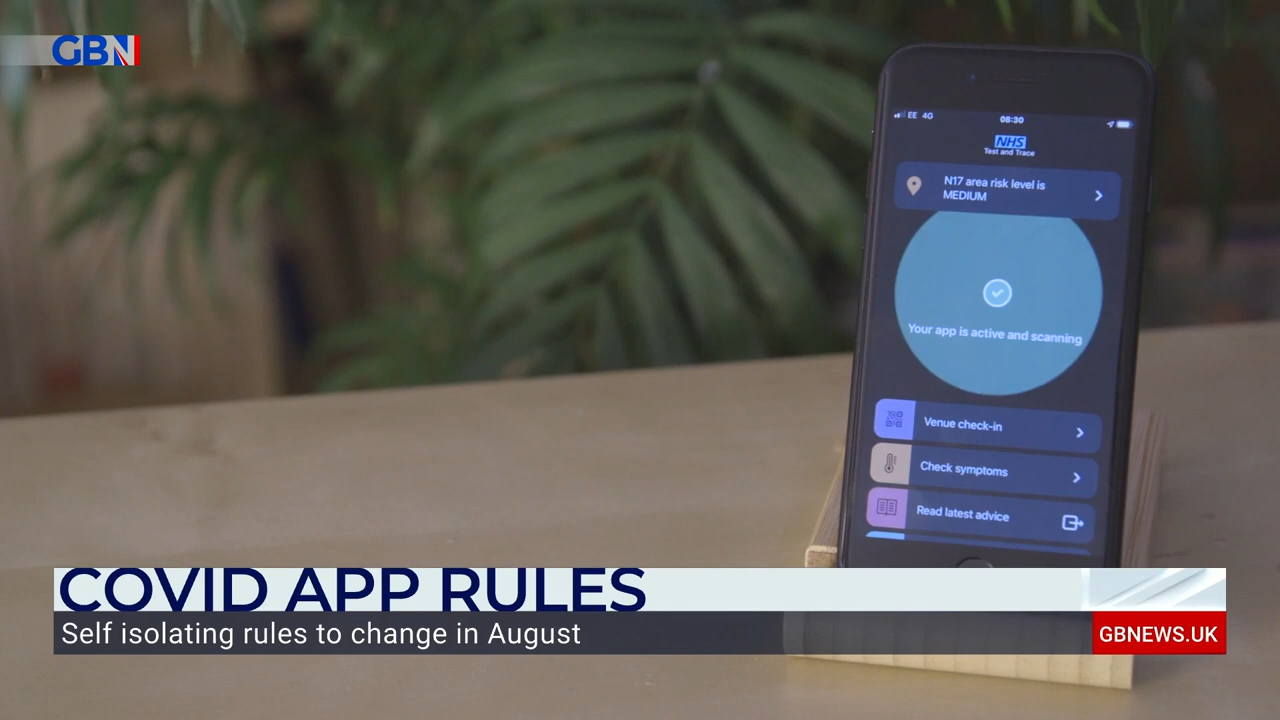 GBN
EE 4G 08:30
NHS
Test and Trace
N17 area risk level is
MEDIUM
Your app is active and scanning
Venue check-in
Check symptoms
Read latest advice
COVID APP RULES
Self isolating rules to change in August
GBNEWS.UK